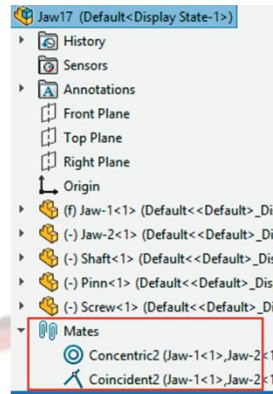 Jaw17 (Default<Display State-1>)
History
Sensors
Annotations
Front Plane
Top Plane
Right Plane
Origin
(f) Jaw-1<1> (Default<<Default>_Di
(-) Jaw-2<1> (Default<<Default>_Di
(-) Shaft<1> (Default<<Default>_Dis
(-) Pinn<1> (Default<<Default>_Dis
(-) Screw<1> (Default<<Default>_Di
Mates
Concentric2 (Jaw-1<1>,Jaw-2<1
Coincident2 (Jaw-1<1>,Jaw-2<1